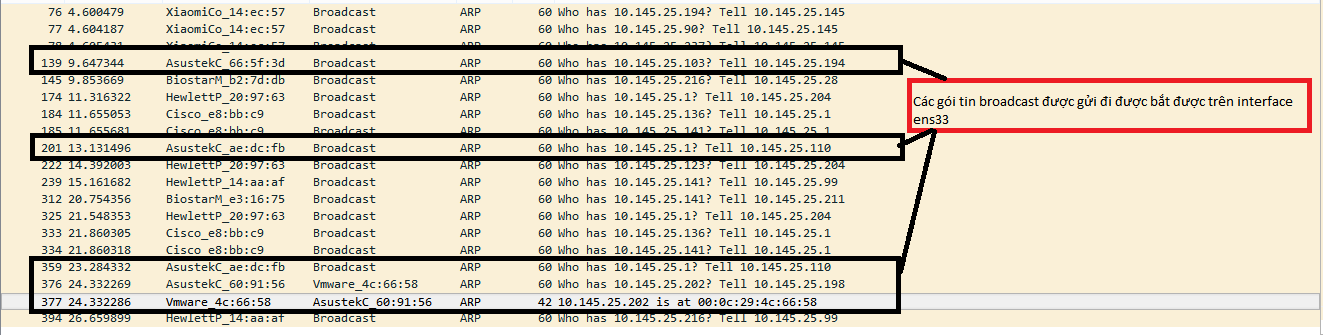 76 4.600479 XiaomiCo_14:ec:57 Broadcast ARP 60 Who has 10.145.25.194? Tell 10.145.25.145
77 4.604187 XiaomiCo_14:ec:57 Broadcast ARP 60 Who has 10.145.25.90? Tell 10.145.25.145
78 4.605431 XiaomiCo_14:ec:57 Broadcast ARP 60 Who has 10.145.25.237? Tell 10.145.25.145
139 9.647344 AsustekC_66:5f:3d Broadcast ARP 60 Who has 10.145.25.103? Tell 10.145.25.194
145 9.853669 BiostarM_b2:7d:db Broadcast ARP 60 Who has 10.145.25.216? Tell 10.145.25.28
174 11.316322 HewlettP_20:97:63 Broadcast ARP 60 Who has 10.145.25.1? Tell 10.145.25.204
Các gói tin broadcast được gửi đi được bắt được trên interface
ens33
184 11.655053 Cisco_e8:bb:c9 Broadcast ARP 60 Who has 10.145.25.136? Tell 10.145.25.1
185 11.655681 Cisco_e8:bb:c9 Broadcast ARP 60 Who has 10.145.25.141? Tell 10.145.25.1
201 13.131496 AsustekC_ae:dc:fb Broadcast ARP 60 Who has 10.145.25.1? Tell 10.145.25.110
222 14.392003 HewlettP_20:97:63 Broadcast ARP 60 Who has 10.145.25.123? Tell 10.145.25.204
239 15.161682 HewlettP_14:aa:af Broadcast ARP 60 Who has 10.145.25.141? Tell 10.145.25.99
312 20.754356 BiostarM_e3:16:75 Broadcast ARP 60 Who has 10.145.25.141? Tell 10.145.25.211
325 21.548353 HewlettP_20:97:63 Broadcast ARP 60 Who has 10.145.25.1? Tell 10.145.25.204
333 21.860305 Cisco_e8:bb:c9 Broadcast ARP 60 Who has 10.145.25.136? Tell 10.145.25.1
334 21.860318 Cisco_e8:bb:c9 Broadcast ARP 60 Who has 10.145.25.141? Tell 10.145.25.1
359 23.284332 AsustekC_ae:dc:fb Broadcast ARP 60 Who has 10.145.25.1? Tell 10.145.25.110
376 24.332269 AsustekC_60:91:56 Vmware_4c:66:58 ARP 60 Who has 10.145.25.202? Tell 10.145.25.198
377 24.332286 Vmware_4c:66:58 AsustekC_60:91:56 ARP 42 10.145.25.202 is at 00:0c:29:4c:66:58
394 26.659899 HewlettP_14:aa:af Broadcast ARP 60 Who has 10.145.25.216? Tell 10.145.25.99